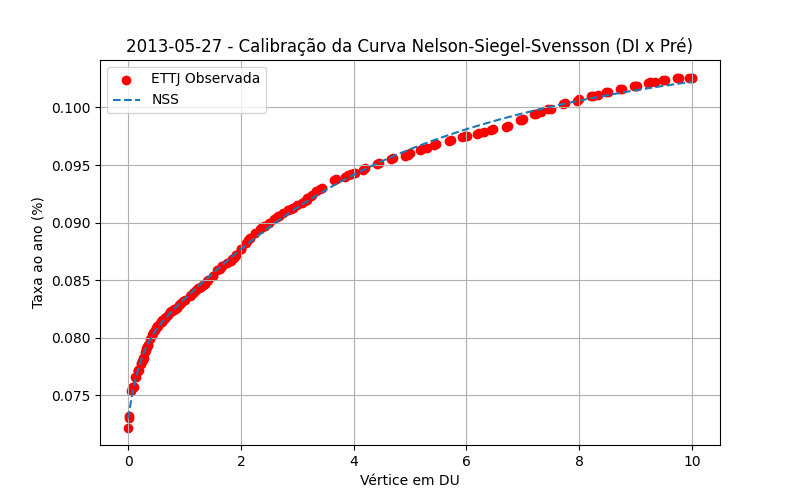 2013-05-27 - Calibração da Curva Nelson-Siegel-Svensson (DI x Pré)
ETTJ Observada
NSS
Taxa ao ano (%)
0.100
0.095
0.090
0.085
0.080
0.075
0 2 4 6 8 10
Vértice em DU